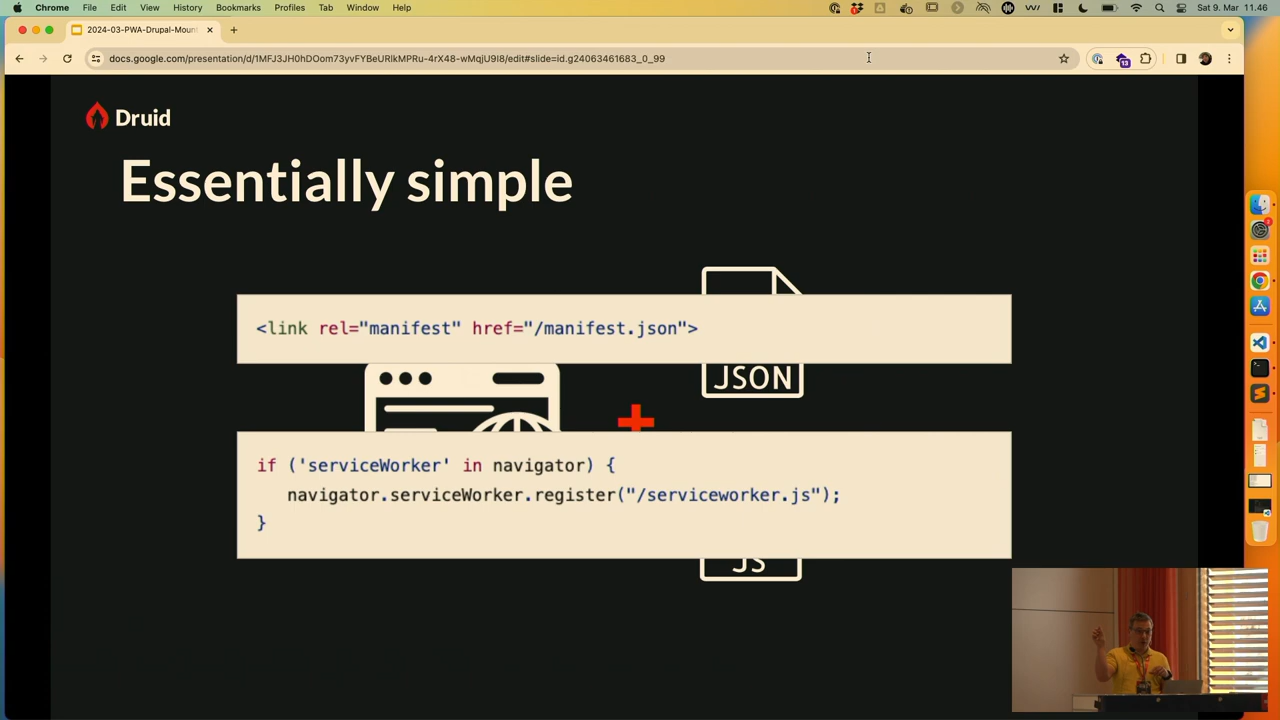 Chrome File Edit View History Bookmarks Profiles Tab Window Help
Sat 9. Mar 11.46
2024-03-PWA-Drupal-Moun
docs.google.com/presentation/d/1MFJ3JH0hDOom73yvFYBeURlkMPRu-4rX48-wMqjU9I8/edit#slide=id.g24063461683_0_99
13
Druid
Essentially simple
<link rel="manifest" href="/manifest.json">
JSON
if ('serviceWorker' in navigator) {
navigator.serviceWorker.register("/serviceworker.js");
}
JS